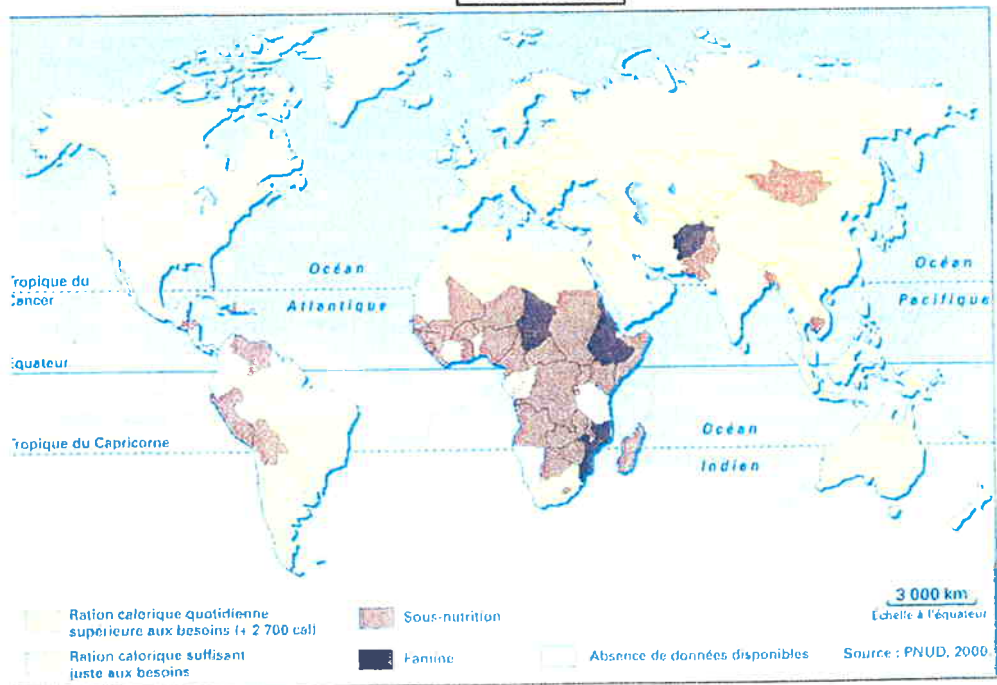 Océan
Atlantique
Océan
Pacifique
Tropique du
Cancer
Équateur
Tropique du Capricorne
Océan
Indien
3 000 km
Échelle à l'équateur
Ration calorique quotidienne
supérieure aux besoins (+ 2 700 cal)
Ration calorique suffisant
juste aux besoins
Sous-nutrition
Famine
Absence de données disponibles
Source : PNUD, 2000.